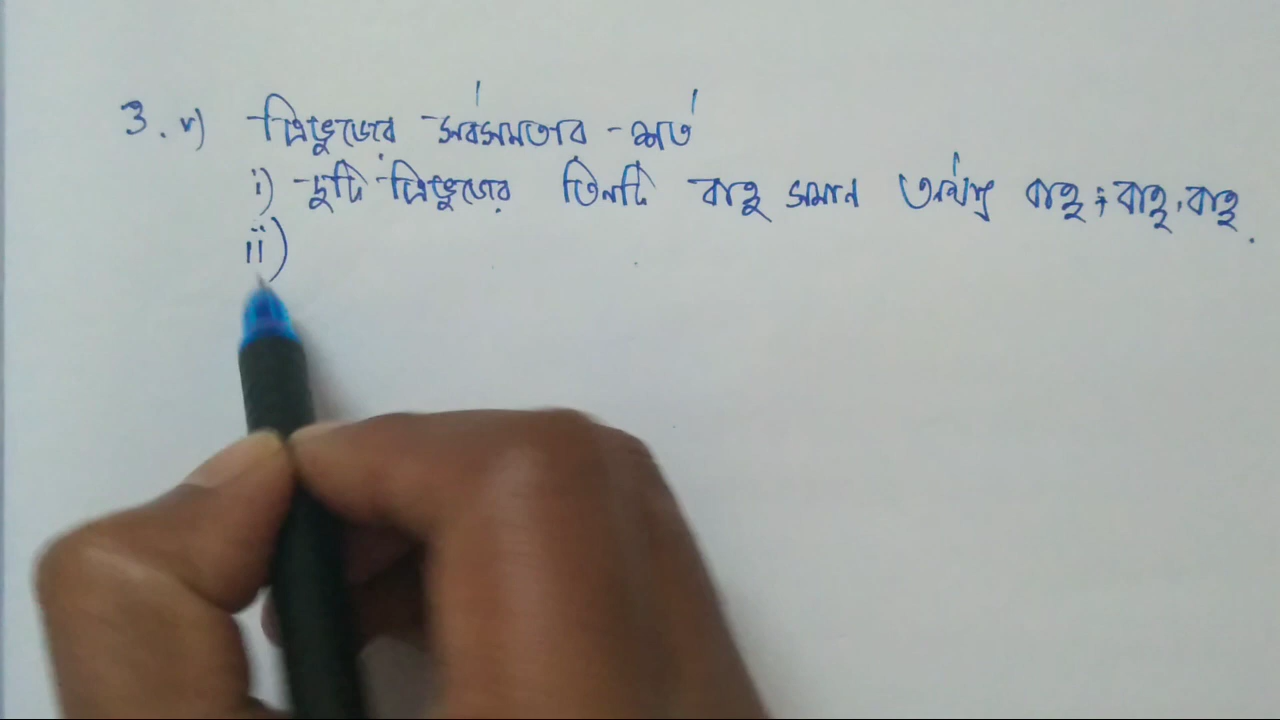 3. v) ত্রিভুজের সর্বসমতার শর্ত
i) দুটি ত্রিভুজের তিনটি বাহু সমান অর্থাৎ বাহু, বাহু, বাহু.
ii)